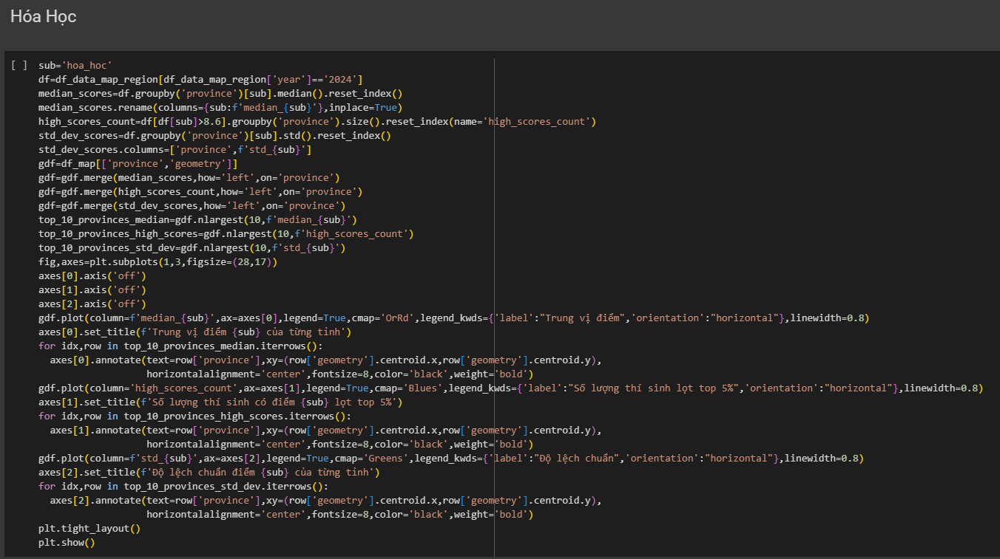 Hóa Học
[ ] sub='hoa_hoc'
df=df_data_map_region[df_data_map_region['year']=='2024']
median_scores=df.groupby('province')[sub].median().reset_index()
median_scores.rename(columns={sub:f'median_{sub}'},inplace=True)
high_scores_count=df[df[sub]>8.6].groupby('province').size().reset_index(name='high_scores_count')
std_dev_scores=df.groupby('province')[sub].std().reset_index()
std_dev_scores.columns=['province',f'std_{sub}']
gdf=df_map[['province','geometry']]
gdf=gdf.merge(median_scores,how='left',on='province')
gdf=gdf.merge(high_scores_count,how='left',on='province')
gdf=gdf.merge(std_dev_scores,how='left',on='province')
top_10_provinces_median=gdf.nlargest(10,f'median_{sub}')
top_10_provinces_high_scores=gdf.nlargest(10,f'high_scores_count')
top_10_provinces_std_dev=gdf.nlargest(10,f'std_{sub}')
fig,axes=plt.subplots(1,3,figsize=(28,17))
axes[0].axis('off')
axes[1].axis('off')
axes[2].axis('off')
gdf.plot(column=f'median_{sub}',ax=axes[0],legend=True,cmap='OrRd',legend_kwds={'label':"Trung vị điểm",'orientation':"horizontal"},linewidth=0.8)
axes[0].set_title(f'Trung vị điểm {sub} của từng tỉnh')
for idx,row in top_10_provinces_median.iterrows():
  axes[0].annotate(text=row['province'],xy=(row['geometry'].centroid.x,row['geometry'].centroid.y),
                   horizontalalignment='center',fontsize=8,color='black',weight='bold')
gdf.plot(column='high_scores_count',ax=axes[1],legend=True,cmap='Blues',legend_kwds={'label':"Số lượng thí sinh lọt top 5%",'orientation':"horizontal"},linewidth=0.8)
axes[1].set_title(f'Số lượng thí sinh có điểm {sub} lọt top 5%')
for idx,row in top_10_provinces_high_scores.iterrows():
  axes[1].annotate(text=row['province'],xy=(row['geometry'].centroid.x,row['geometry'].centroid.y),
                   horizontalalignment='center',fontsize=8,color='black',weight='bold')
gdf.plot(column=f'std_{sub}',ax=axes[2],legend=True,cmap='Greens',legend_kwds={'label':"Độ lệch chuẩn",'orientation':"horizontal"},linewidth=0.8)
axes[2].set_title(f'Độ lệch chuẩn điểm {sub} của từng tỉnh')
for idx,row in top_10_provinces_std_dev.iterrows():
  axes[2].annotate(text=row['province'],xy=(row['geometry'].centroid.x,row['geometry'].centroid.y),
                   horizontalalignment='center',fontsize=8,color='black',weight='bold')
plt.tight_layout()
plt.show()